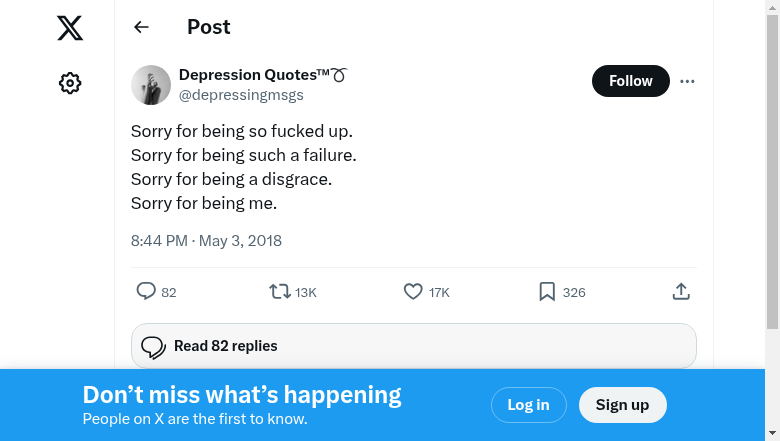 Post
Depression Quotes™➰
@depressingmsgs
Follow
Sorry for being so fucked up.
Sorry for being such a failure.
Sorry for being a disgrace.
Sorry for being me.
8:44 PM · May 3, 2018
82 13K 17K 326
Read 82 replies
Don’t miss what’s happening
People on X are the first to know.
Log in Sign up